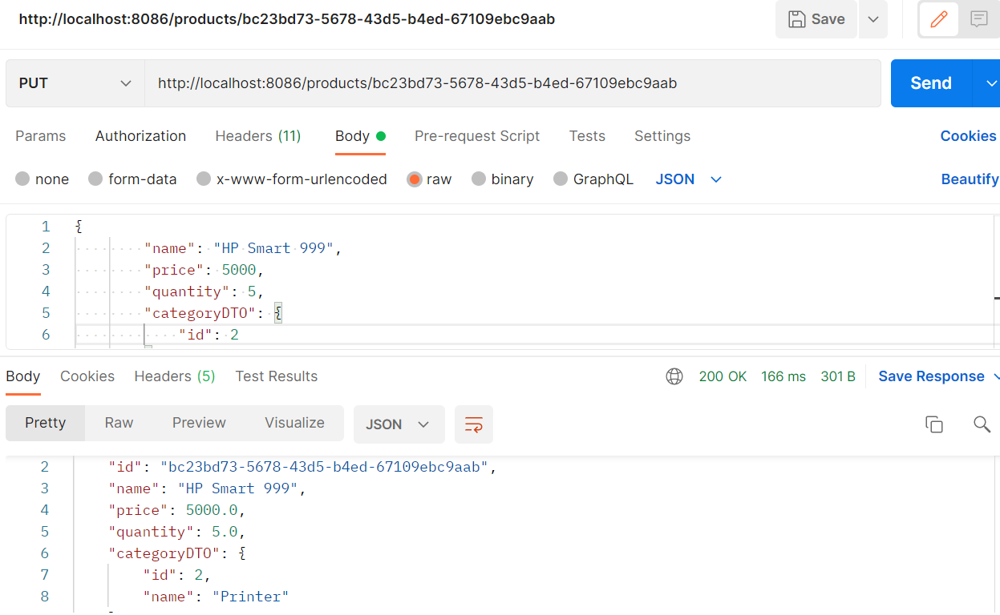 http://localhost:8086/products/bc23bd73-5678-43d5-b4ed-67109ebc9aab Save
PUT http://localhost:8086/products/bc23bd73-5678-43d5-b4ed-67109ebc9aab Send
Params Authorization Headers (11) Body Pre-request Script Tests Settings Cookies
none form-data x-www-form-urlencoded raw binary GraphQL JSON Beautify
1 {
2 "name": "HP Smart 999",
3 "price": 5000,
4 "quantity": 5,
5 "categoryDTO": {
6 "id": 2
Body Cookies Headers (5) Test Results 200 OK 166 ms 301 B Save Response
Pretty Raw Preview Visualize JSON
2 "id": "bc23bd73-5678-43d5-b4ed-67109ebc9aab",
3 "name": "HP Smart 999",
4 "price": 5000.0,
5 "quantity": 5.0,
6 "categoryDTO": {
7 "id": 2,
8 "name": "Printer"